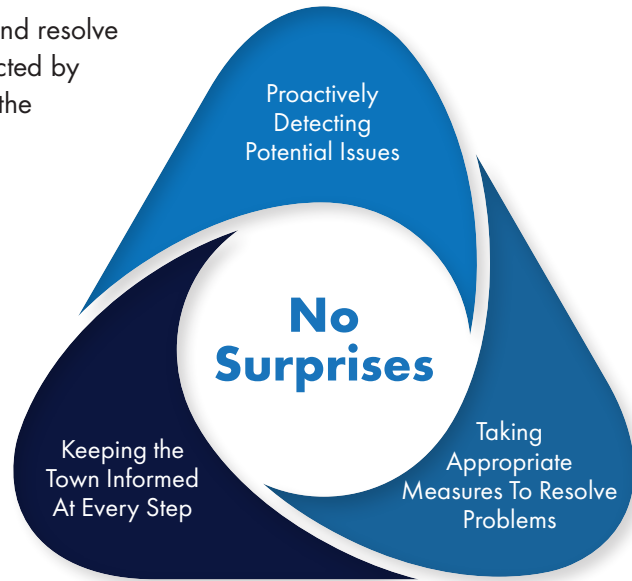 and resolve
cted by
the
Proactively
Detecting
Potential Issues
No
Surprises
Keeping the
Town Informed
At Every Step
Taking
Appropriate
Measures To Resolve
Problems